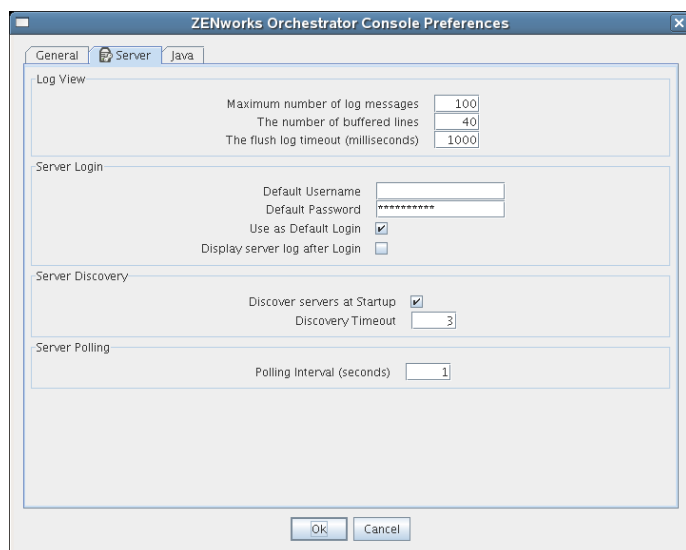 ZENworks Orchestrator Console Preferences
General Server Java
Log View
Maximum number of log messages 100
The number of buffered lines 40
The flush log timeout (milliseconds) 1000
Server Login
Default Username
Default Password **********
Use as Default Login
Display server log after Login
Server Discovery
Discover servers at Startup
Discovery Timeout 3
Server Polling
Polling Interval (seconds) 1
Ok Cancel